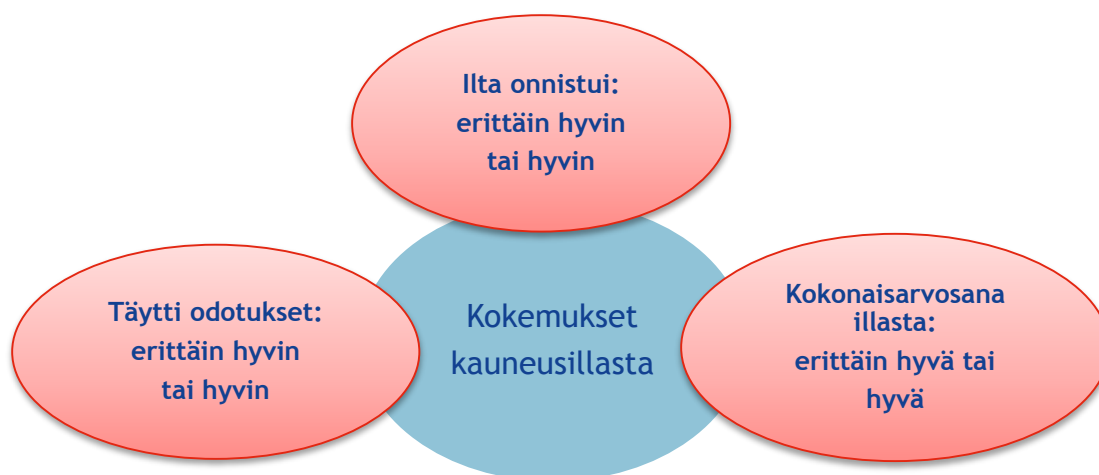 Ilta onnistui:
erittäin hyvin
tai hyvin
Täytti odotukset:
erittäin hyvin
tai hyvin
Kokemukset
kauneusillasta
Kokonaisarvosana
illasta:
erittäin hyvä tai
hyvä